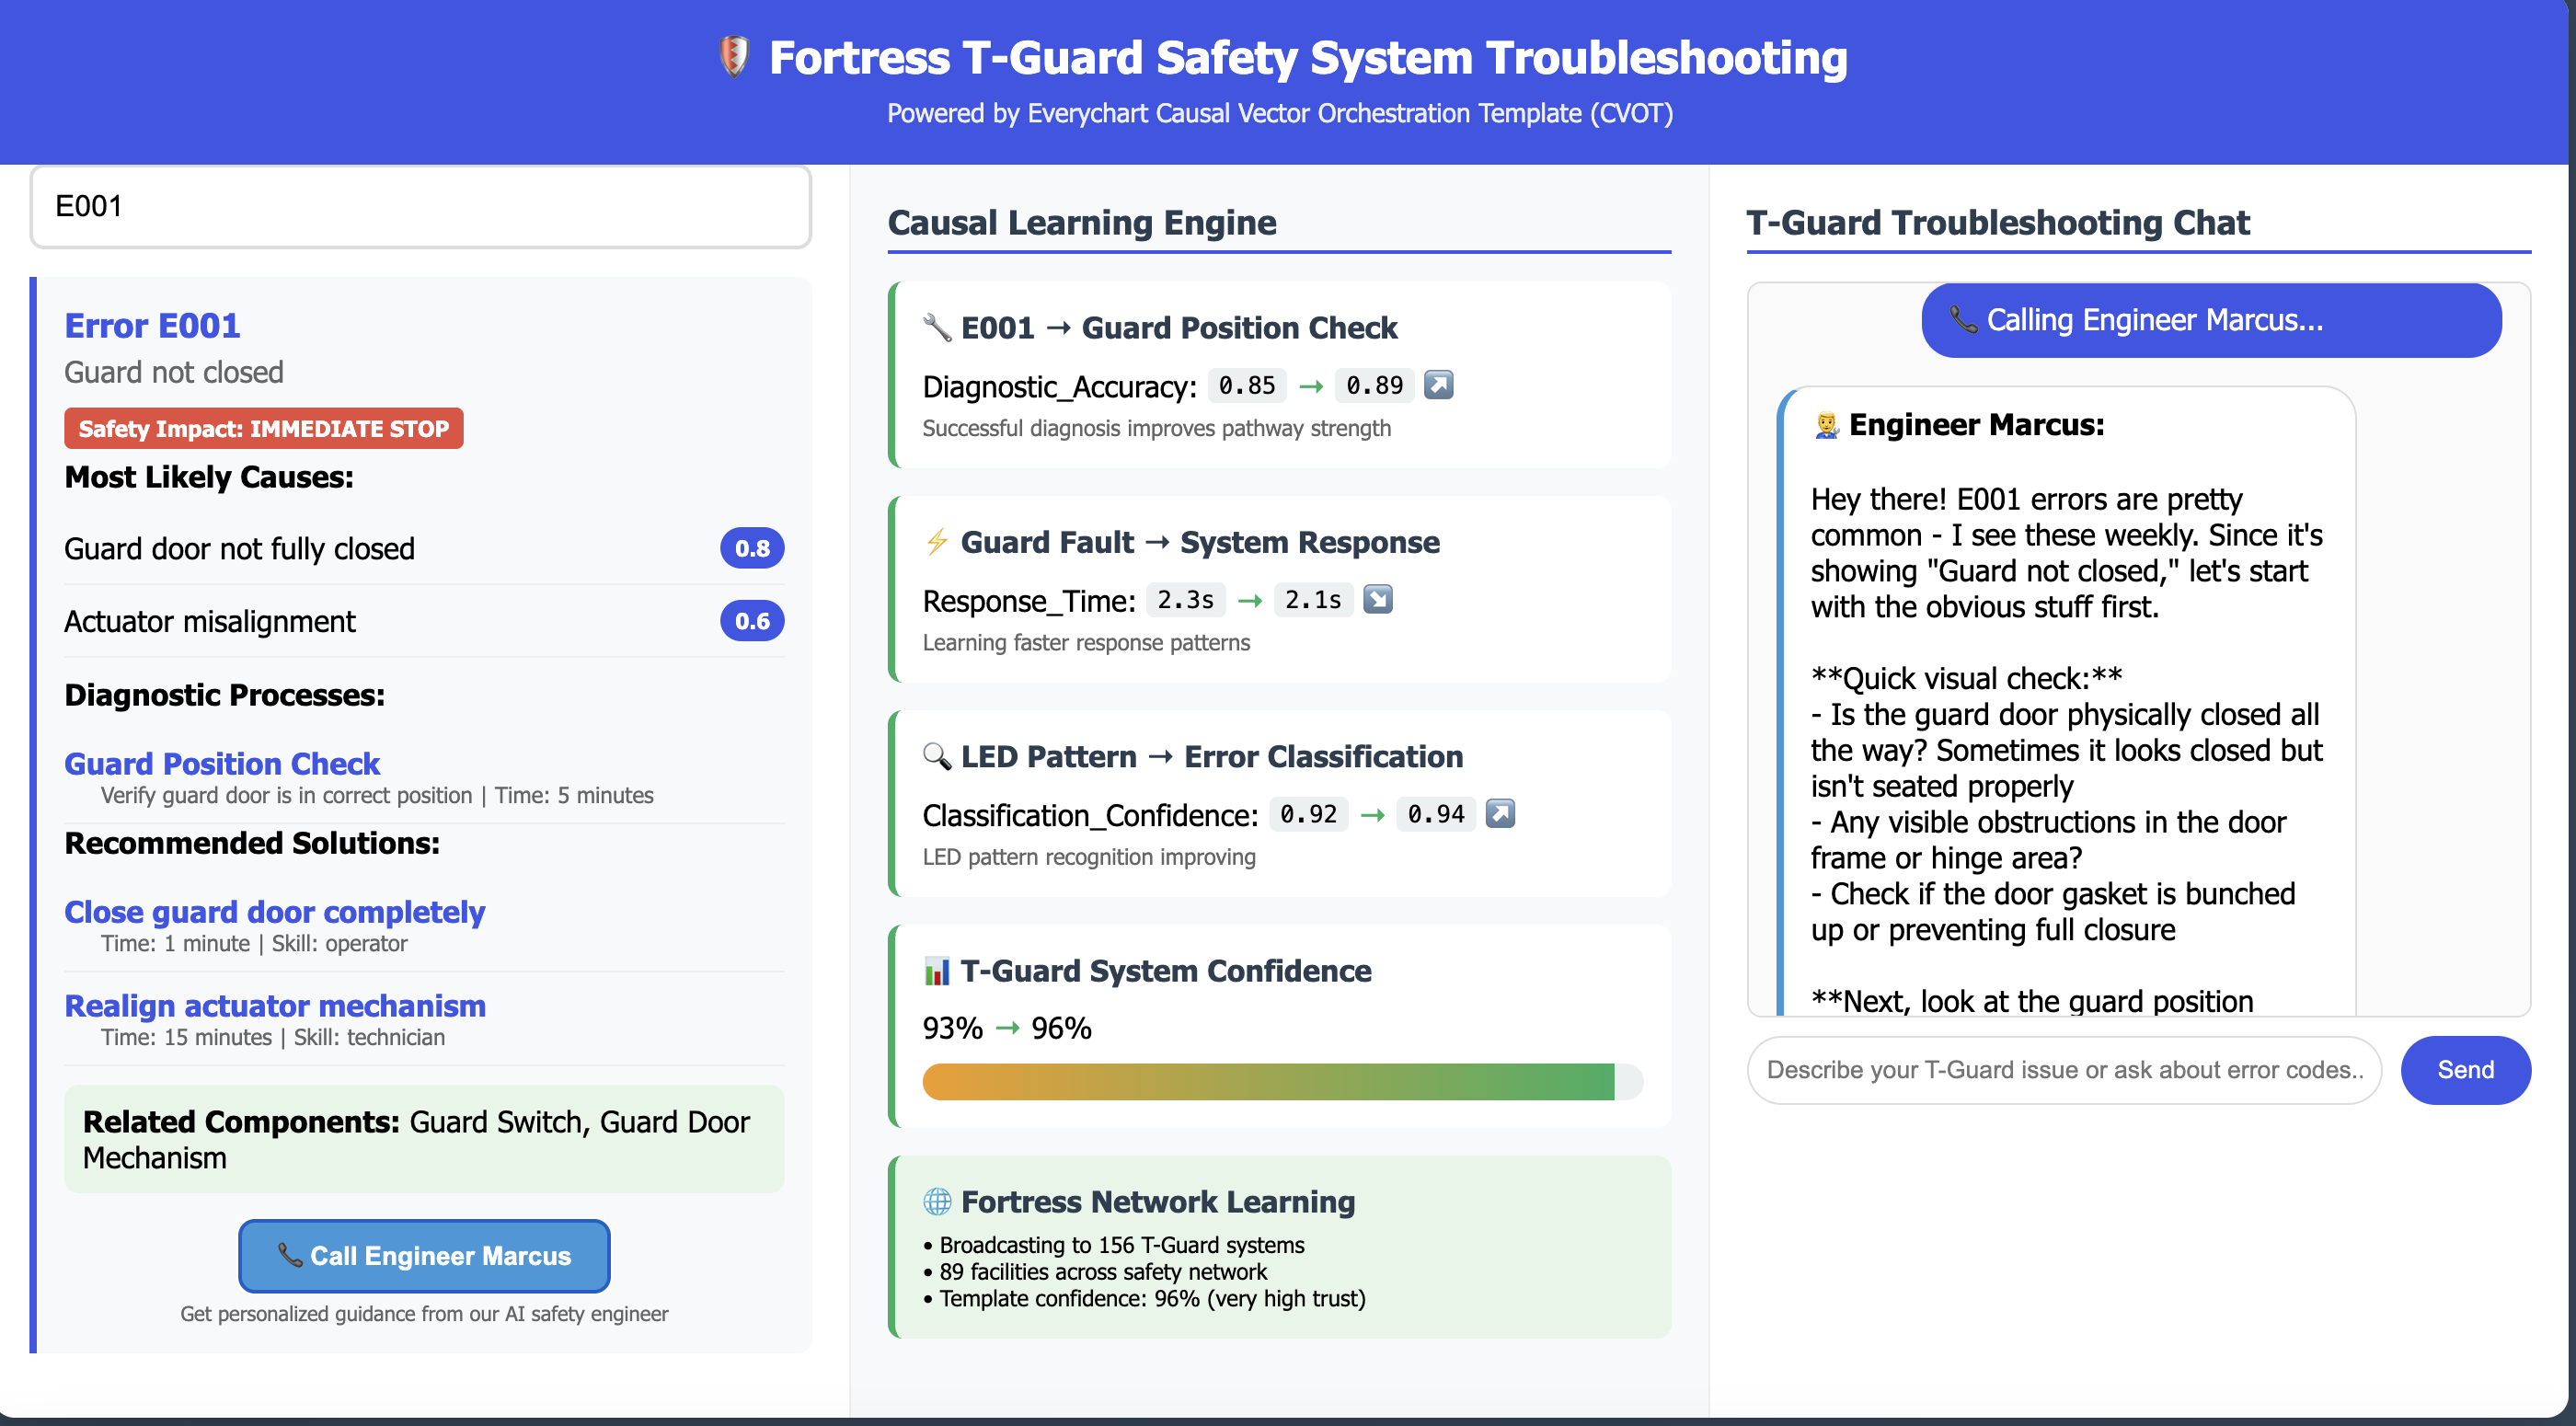 Fortress T-Guard Safety System Troubleshooting
Powered by Everychart Causal Vector Orchestration Template (CVOT)
E001
Error E001
Guard not closed
Safety Impact: IMMEDIATE STOP
Most Likely Causes:
Guard door not fully closed 0.8
Actuator misalignment 0.6
Diagnostic Processes:
Guard Position Check
Verify guard door is in correct position | Time: 5 minutes
Recommended Solutions:
Close guard door completely
Time: 1 minute | Skill: operator
Realign actuator mechanism
Time: 15 minutes | Skill: technician
Related Components: Guard Switch, Guard Door
Mechanism
📞 Call Engineer Marcus
Get personalized guidance from our AI safety engineer
Causal Learning Engine
🔧 E001 → Guard Position Check
Diagnostic_Accuracy: 0.85 → 0.89 ↗️
Successful diagnosis improves pathway strength
⚡ Guard Fault → System Response
Response_Time: 2.3s → 2.1s ↘️
Learning faster response patterns
🔍 LED Pattern → Error Classification
Classification_Confidence: 0.92 → 0.94 ↗️
LED pattern recognition improving
📊 T-Guard System Confidence
93% → 96%
🌐 Fortress Network Learning
• Broadcasting to 156 T-Guard systems
• 89 facilities across safety network
• Template confidence: 96% (very high trust)
T-Guard Troubleshooting Chat
📞 Calling Engineer Marcus...
👨‍🔧 Engineer Marcus:
Hey there! E001 errors are pretty
common - I see these weekly. Since it's
showing "Guard not closed," let's start
with the obvious stuff first.
**Quick visual check:**
- Is the guard door physically closed all
the way? Sometimes it looks closed but
isn't seated properly
- Any visible obstructions in the door
frame or hinge area?
- Check if the door gasket is bunched
up or preventing full closure
**Next, look at the guard position
Describe your T-Guard issue or ask about error codes..
Send